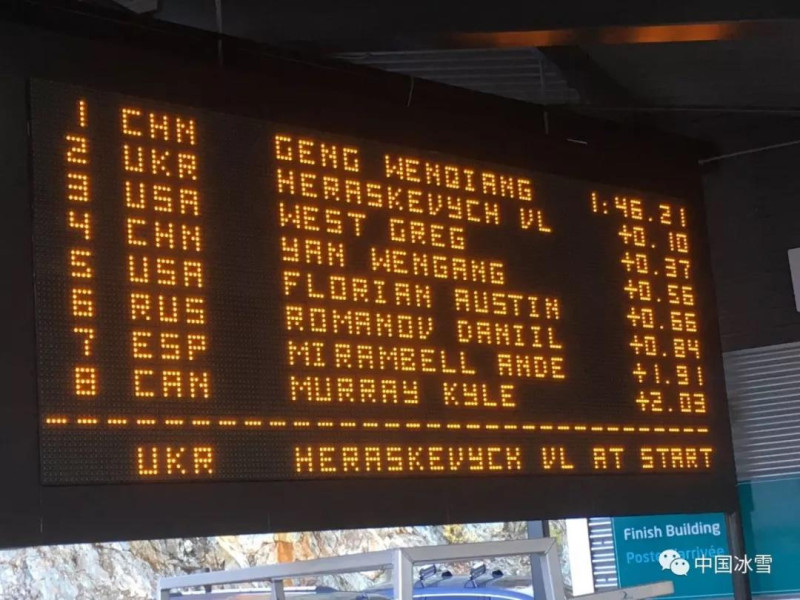 1 CHN GENG WENQIANG 1:46.21
2 UKR HERASKEVYCH VL +0.10
3 USA WEST GREG +0.37
4 CHN YAN WENGANG +0.56
5 USA FLORIAN AUSTIN +0.66
6 RUS ROMANOV DANIIL +0.84
7 ESP MIRAMBELL ANDE +1.91
8 CAN MURRAY KYLE +2.03
UKR HERASKEVYCH VL AT START
Finish Building
Poste d'arrivée
中国冰雪